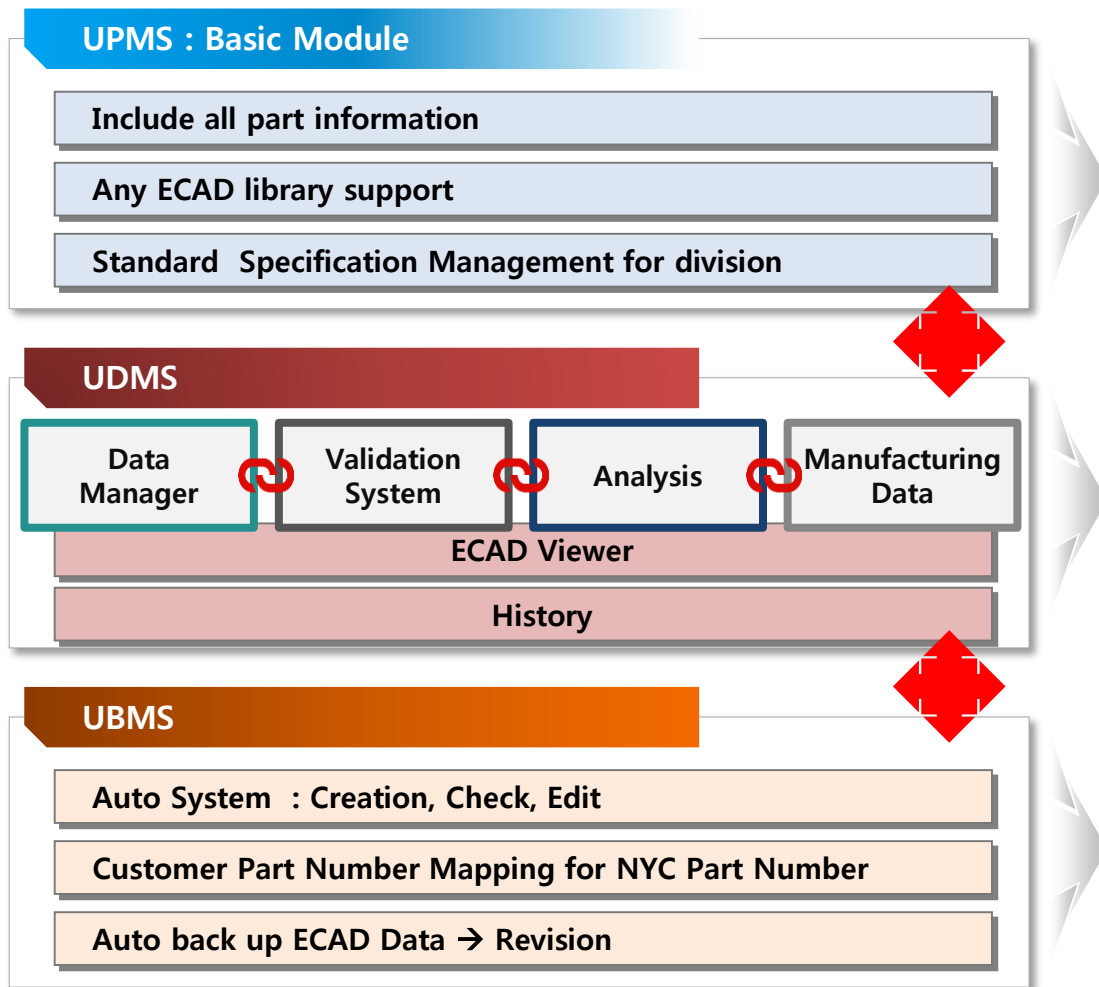 UPMS : Basic Module
Include all part information
Any ECAD library support
Standard  Specification Management for division
UDMS
Data
Manager
Validation
System
Analysis
Manufacturing
Data
ECAD Viewer
History
UBMS
Auto System  : Creation, Check, Edit
Customer Part Number Mapping for NYC Part Number
Auto back up ECAD Data → Revision